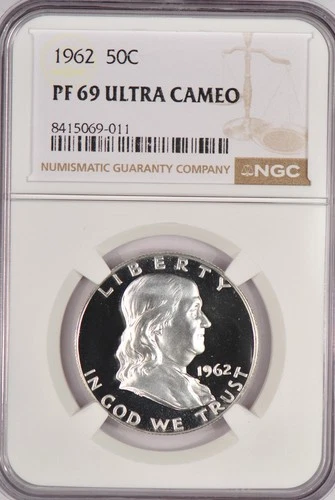 1962 50C
PF 69 ULTRA CAMEO
8415069-011
NUMISMATIC GUARANTY COMPANY NGC
LIBERTY
1962
IN GOD WE TRUST